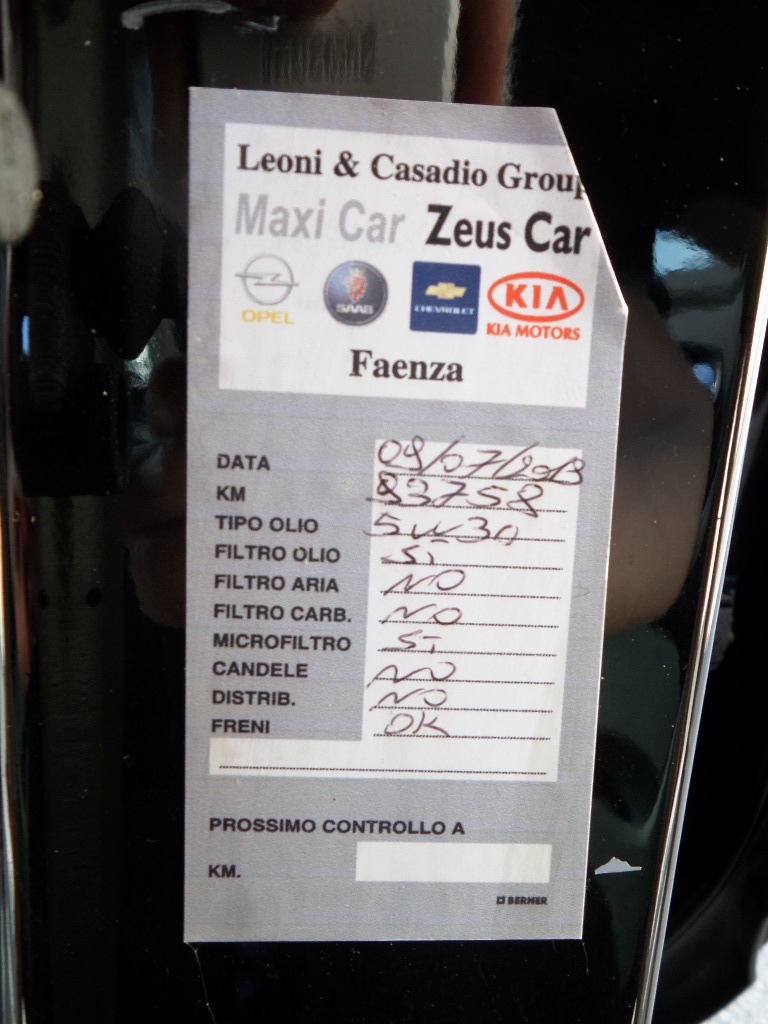 Leoni & Casadio Group
Maxi Car Zeus Car
OPEL SAAB CHEVROLET KIA
KIA MOTORS
Faenza
DATA 09/07/2013
KM 83758
TIPO OLIO 5W30
FILTRO OLIO SI
FILTRO ARIA NO
FILTRO CARB. NO
MICROFILTRO SI
CANDELE NO
DISTRIB. NO
FRENI OK
PROSSIMO CONTROLLO A
KM.
BERNER